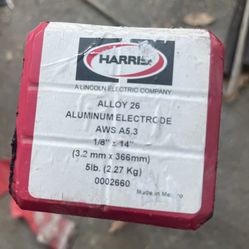 HARRIS
A LINCOLN ELECTRIC COMPANY
ALLOY 26
ALUMINUM ELECTRODE
AWS A5.3
1/8" x 14"
(3.2 mm x 366mm)
5lb. (2.27 Kg)
0002660
Made in Mexico